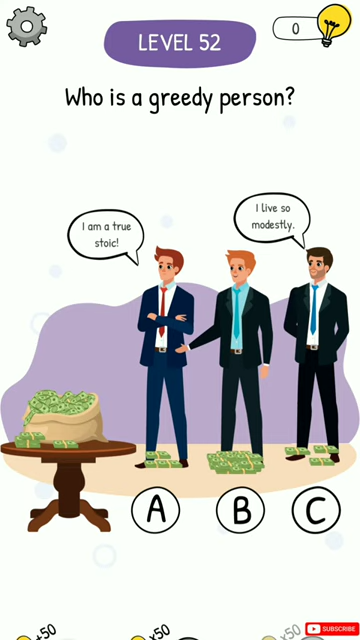 LEVEL 52
0
Who is a greedy person?
I live so
modestly.
I am a true
stoic!
A
B
C
+50
x50
x50
SUBSCRIBE